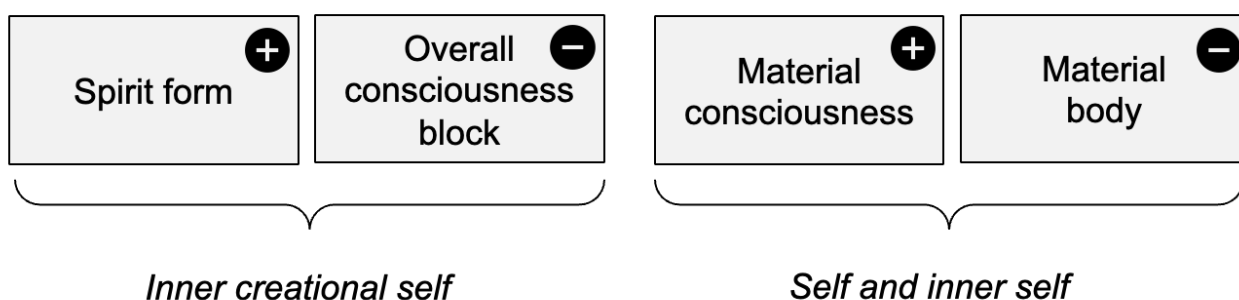 Spirit form
+
Overall
consciousness
block
−
Material
consciousness
+
Material
body
−
Inner creational self
Self and inner self